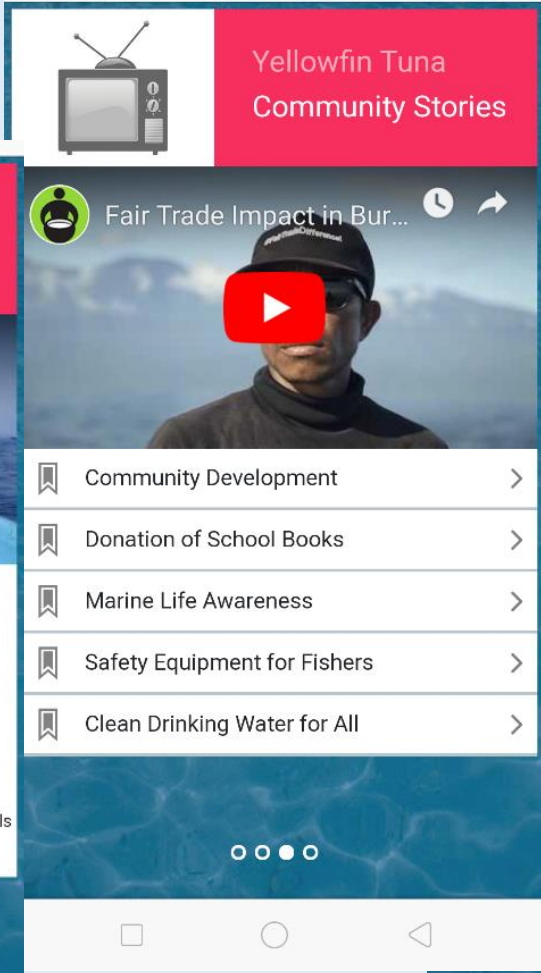 Yellowfin Tuna
Community Stories
Fair Trade Impact in Bur...
Community Development
Donation of School Books
Marine Life Awareness
Safety Equipment for Fishers
Clean Drinking Water for All
ls